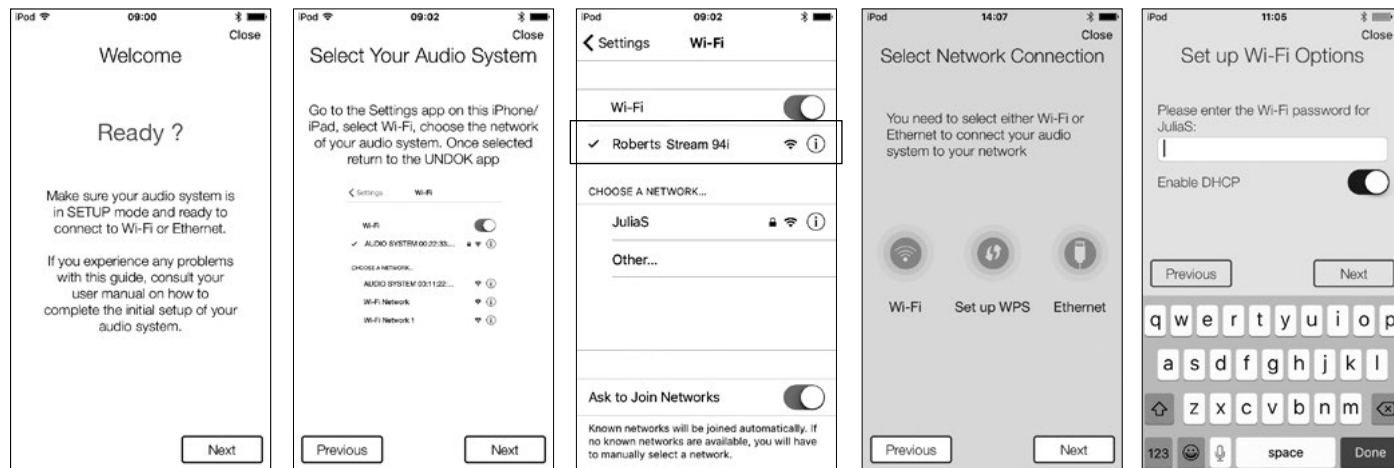 iPod 09:00
Close
Welcome
Ready ?
Make sure your audio system is
in SETUP mode and ready to
connect to Wi-Fi or Ethernet.
If you experience any problems
with this guide, consult your
user manual on how to
complete the initial setup of your
audio system.
Next
iPod 09:02
Close
Select Your Audio System
Go to the Settings app on this iPhone/
iPad, select Wi-Fi, choose the network
of your audio system. Once selected
return to the UNDOK app
Settings Wi-Fi
Wi-Fi
AUDIO SYSTEM 00:22:33:...
CHOOSE A NETWORK...
AUDIO SYSTEM 03:11:22:...
Wi-Fi Network
Wi-Fi Network 1
Previous Next
iPod 09:02
Settings Wi-Fi
Wi-Fi
Roberts Stream 94i
CHOOSE A NETWORK...
JuliaS
Other...
Ask to Join Networks
Known networks will be joined automatically. If
no known networks are available, you will have
to manually select a network.
iPod 14:07
Close
Select Network Connection
You need to select either Wi-Fi or
Ethernet to connect your audio
system to your network
Wi-Fi Set up WPS Ethernet
Previous Next
iPod 11:05
Close
Set up Wi-Fi Options
Please enter the Wi-Fi password for
JuliaS:
Enable DHCP
Previous Next
q w e r t y u i o p
a s d f g h j k l
z x c v b n m
123 space Done